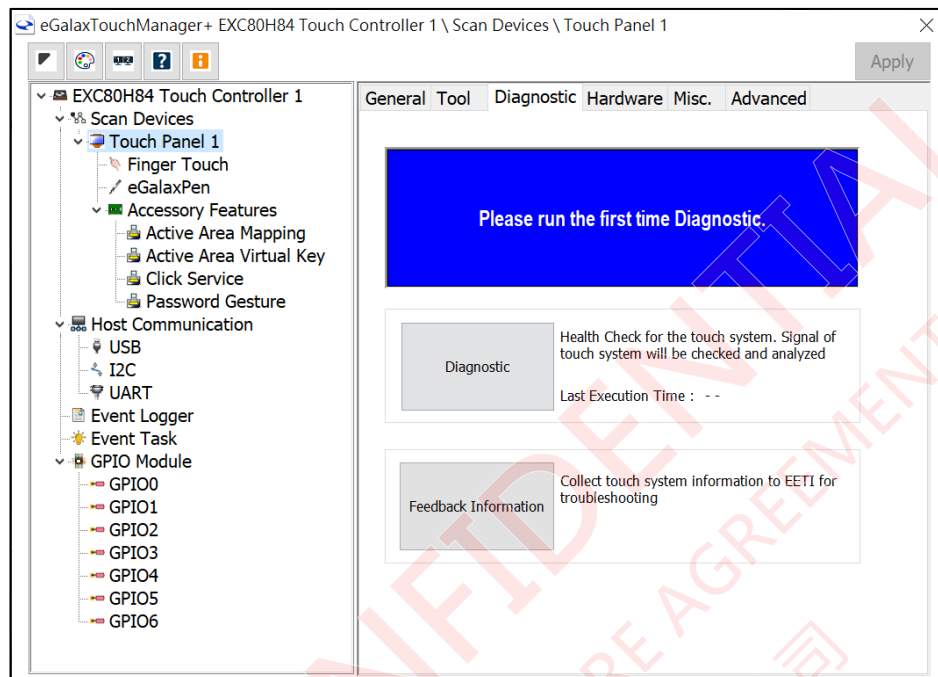 eGalaxTouchManager+ EXC80H84 Touch Controller 1 \ Scan Devices \ Touch Panel 1
Apply
EXC80H84 Touch Controller 1
Scan Devices
Touch Panel 1
Finger Touch
eGalaxPen
Accessory Features
Active Area Mapping
Active Area Virtual Key
Click Service
Password Gesture
Host Communication
USB
I2C
UART
Event Logger
Event Task
GPIO Module
GPIO0
GPIO1
GPIO2
GPIO3
GPIO4
GPIO5
GPIO6
General Tool Diagnostic Hardware Misc. Advanced
Please run the first time Diagnostic.
Diagnostic
Health Check for the touch system. Signal of
touch system will be checked and analyzed
Last Execution Time : - -
Feedback Information
Collect touch system information to EETI for
troubleshooting
NFIDENTIAL
RE AGREEMENT
司